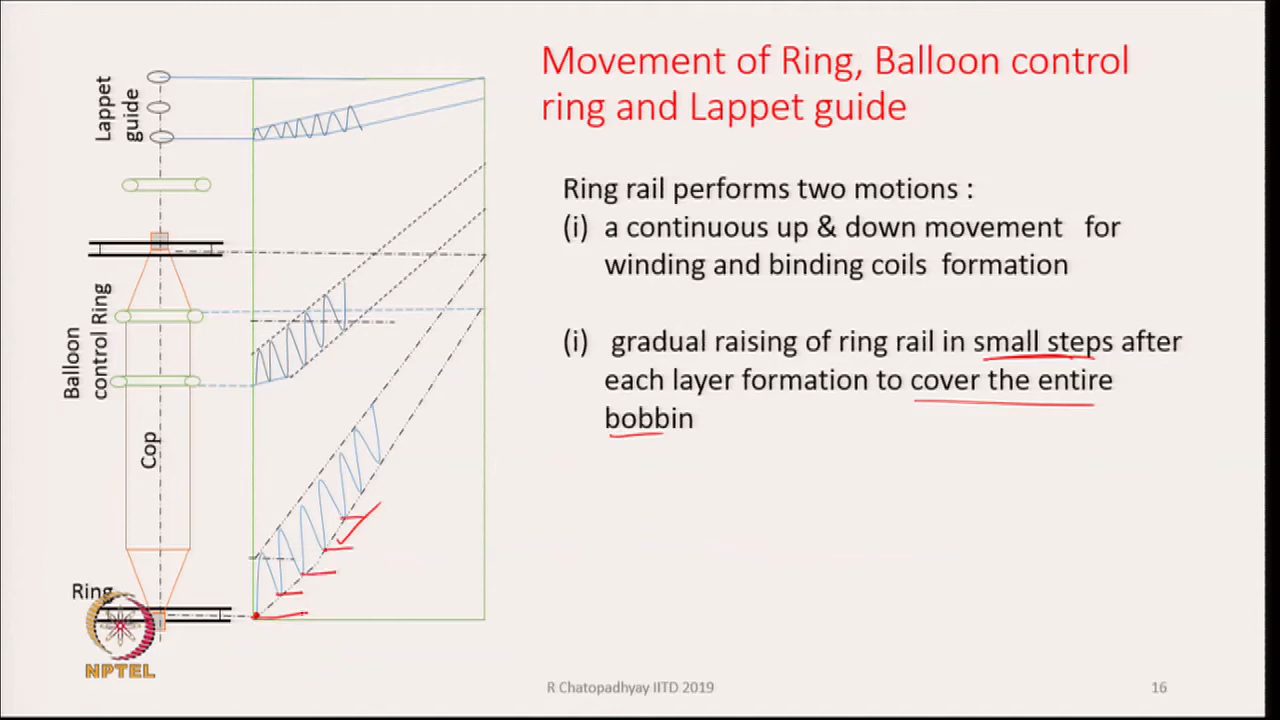 Movement of Ring, Balloon control
ring and Lappet guide
Lappet
guide
Balloon
control Ring
Cop
Ring
Ring rail performs two motions :
(i) a continuous up & down movement for
winding and binding coils formation
(i) gradual raising of ring rail in small steps after
each layer formation to cover the entire
bobbin
NPTEL
R Chatopadhyay IITD 2019
16